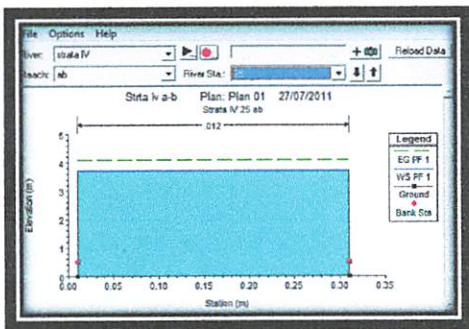 File Options Help
River: strata IV Reload Data
Reach: ab River Sta.:
Strta Iv a-b Plan: Plan 01 27/07/2011
Strata IV 25 ab
.012
Legend
EG PF 1
WS PF 1
Ground
Bank Sta
Elevation (m)
5
4
3
2
1
0
0.00 0.05 0.10 0.15 0.20 0.25 0.30 0.35
Station (m)